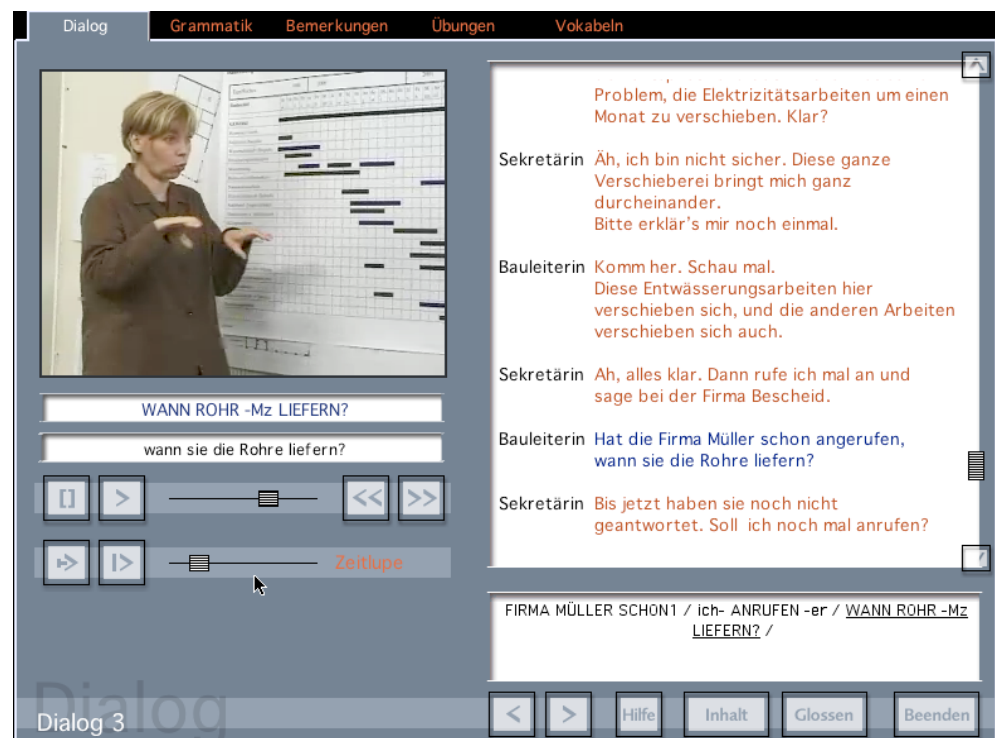 Dialog
Grammatik
Bemerkungen
Übungen
Vokabeln
Problem, die Elektrizitätsarbeiten um einen
Monat zu verschieben. Klar?
Sekretärin Äh, ich bin nicht sicher. Diese ganze
Verschieberei bringt mich ganz
durcheinander.
Bitte erklär's mir noch einmal.
Bauleiterin Komm her. Schau mal.
Diese Entwässerungsarbeiten hier
verschieben sich, und die anderen Arbeiten
verschieben sich auch.
Sekretärin Ah, alles klar. Dann rufe ich mal an und
sage bei der Firma Bescheid.
Bauleiterin Hat die Firma Müller schon angerufen,
wann sie die Rohre liefern?
Sekretärin Bis jetzt haben sie noch nicht
geantwortet. Soll ich noch mal anrufen?
WANN ROHR -Mz LIEFERN?
wann sie die Rohre liefern?
[] > << >>
Zeitlupe
FIRMA MÜLLER SCHON1 / ich- ANRUFEN -er / WANN ROHR -Mz
LIEFERN? /
Dialog
Dialog 3
< > Hilfe Inhalt Glossen Beenden